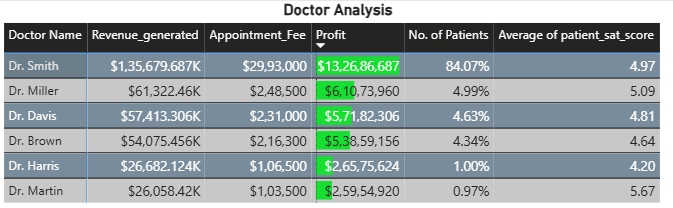 Doctor Analysis
Doctor Name Revenue_generated Appointment_Fee Profit No. of Patients Average of patient_sat_score
Dr. Smith $1,35,679.687K $29,93,000 $13,26,86,687 84.07% 4.97
Dr. Miller $61,322.46K $2,48,500 $6,10,73,960 4.99% 5.09
Dr. Davis $57,413.306K $2,31,000 $5,71,82,306 4.63% 4.81
Dr. Brown $54,075.456K $2,16,300 $5,38,59,156 4.34% 4.64
Dr. Harris $26,682.124K $1,06,500 $2,65,75,624 1.00% 4.20
Dr. Martin $26,058.42K $1,03,500 $2,59,54,920 0.97% 5.67